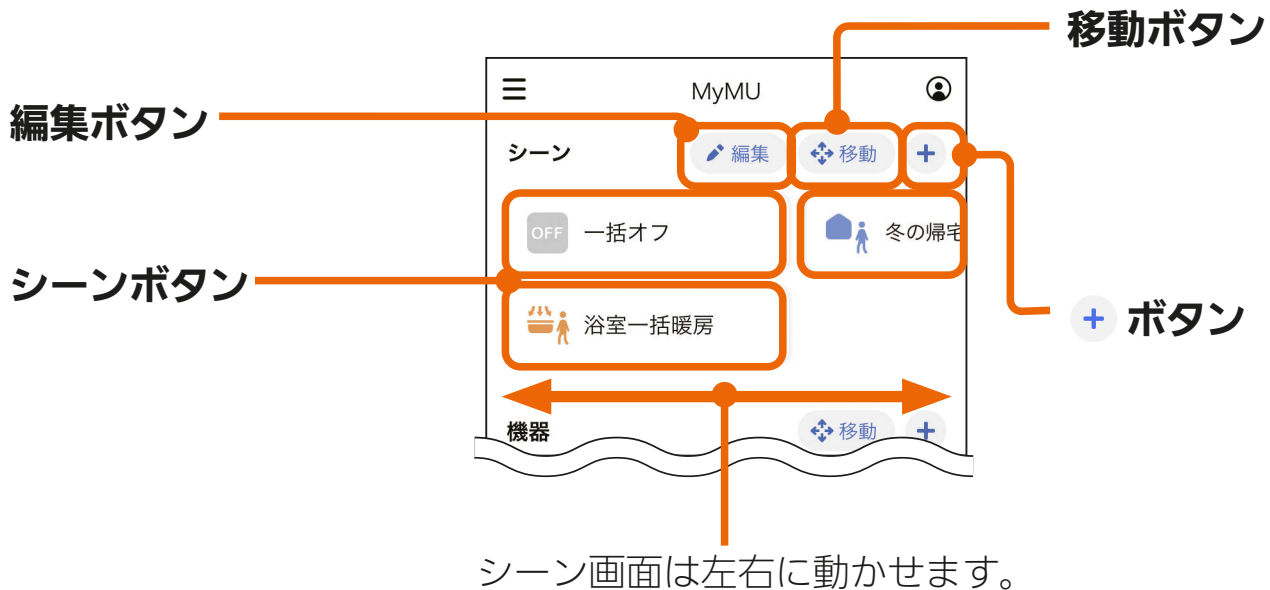 移動ボタン
MyMU
編集ボタン
シーン
編集
移動
+
OFF 一括オフ
冬の帰宅
シーンボタン
浴室一括暖房
+ ボタン
機器
移動
+
シーン画面は左右に動かせます。